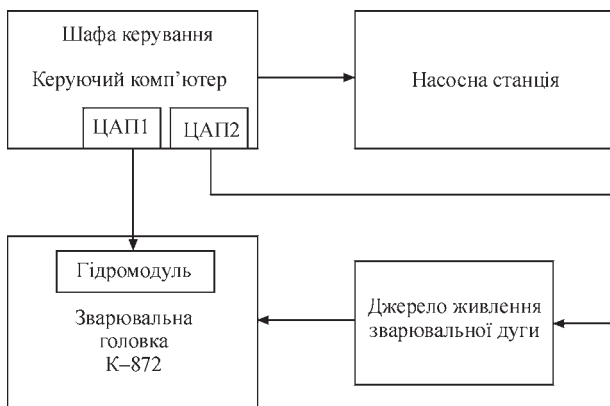 Шафа керування
Керуючий комп’ютер
ЦАП1
ЦАП2
Насосна станція
Гідромодуль
Зварювальна
головка
К–872
Джерело живлення
зварювальної дуги